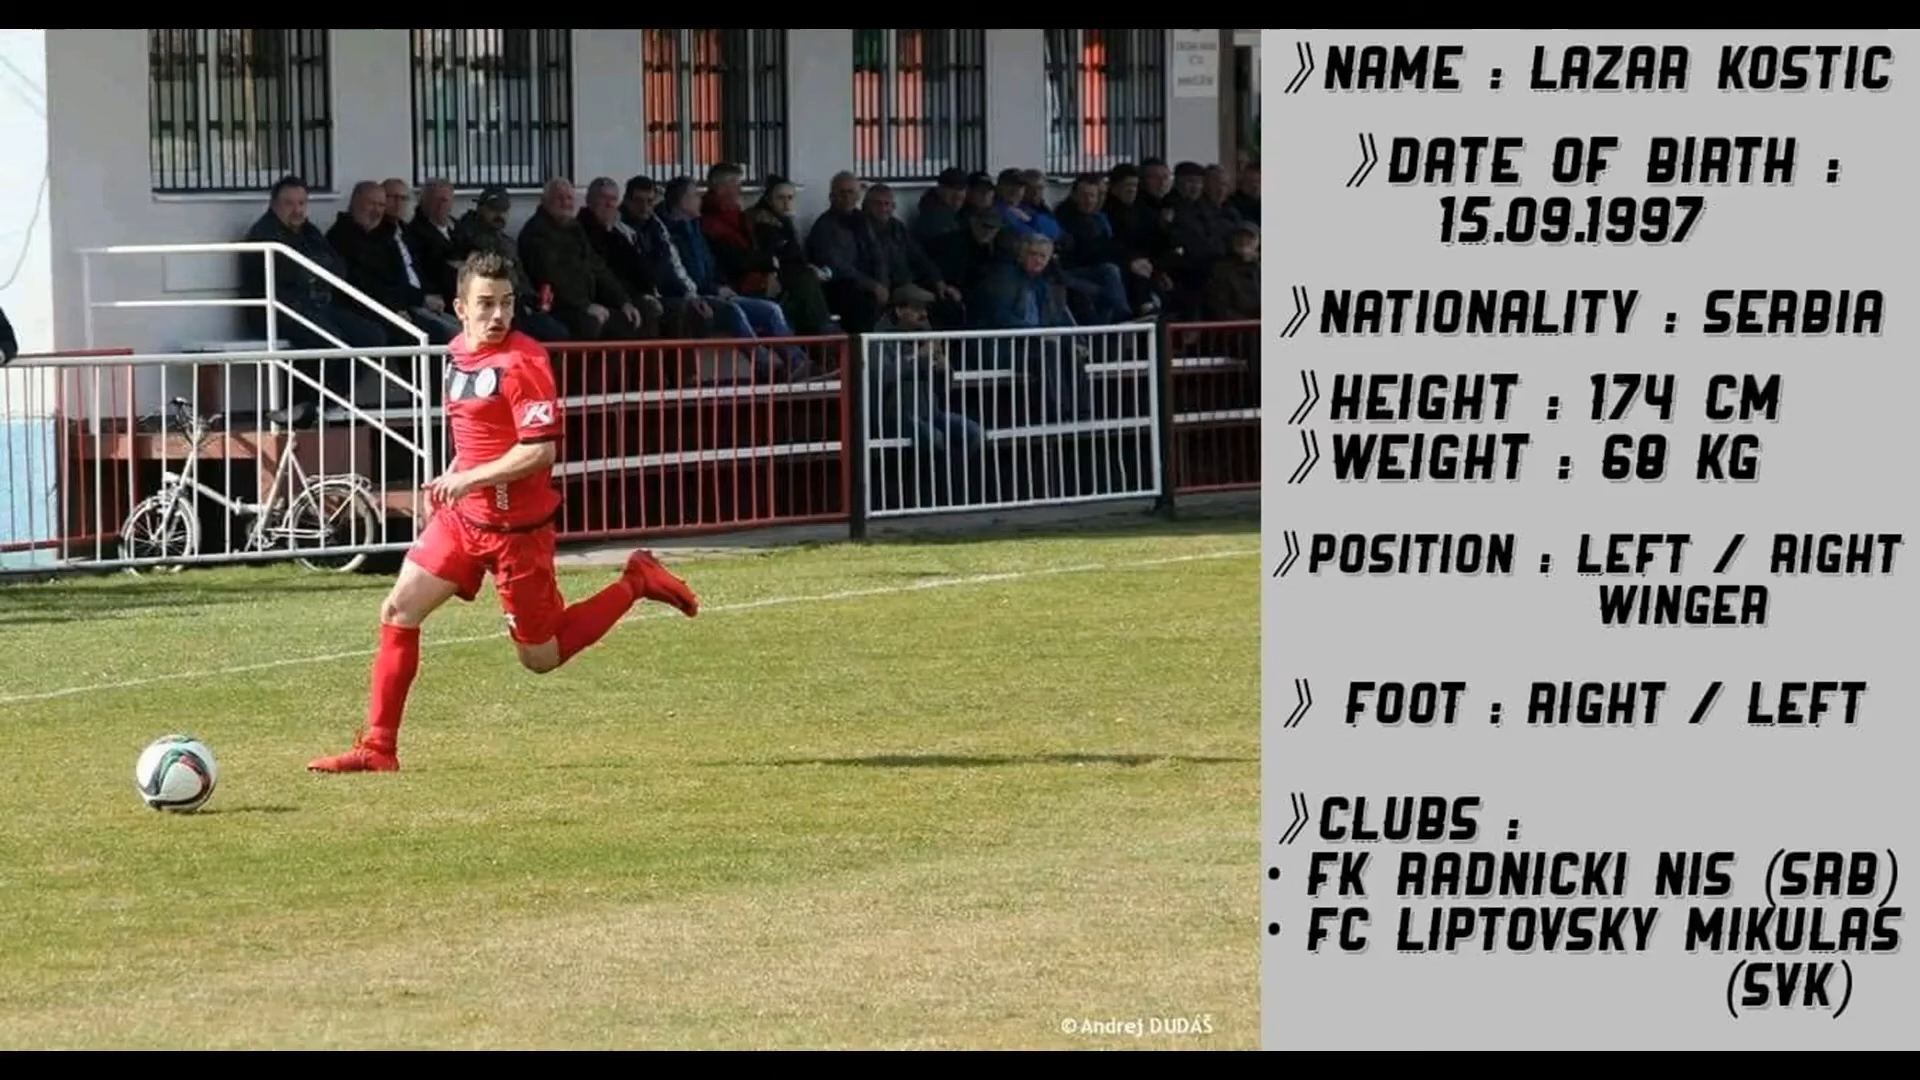 》NAME : LAZAR KOSTIC
》DATE OF BIRTH :
15.09.1997
》NATIONALITY : SERBIA
》HEIGHT : 174 CM
》WEIGHT : 68 KG
》POSITION : LEFT / RIGHT
WINGER
》 FOOT : RIGHT / LEFT
》CLUBS :
• FK RADNICKI NIS (SRB)
• FC LIPTOVSKY MIKULAS
(SVK)
© Andrej DUDÁŠ